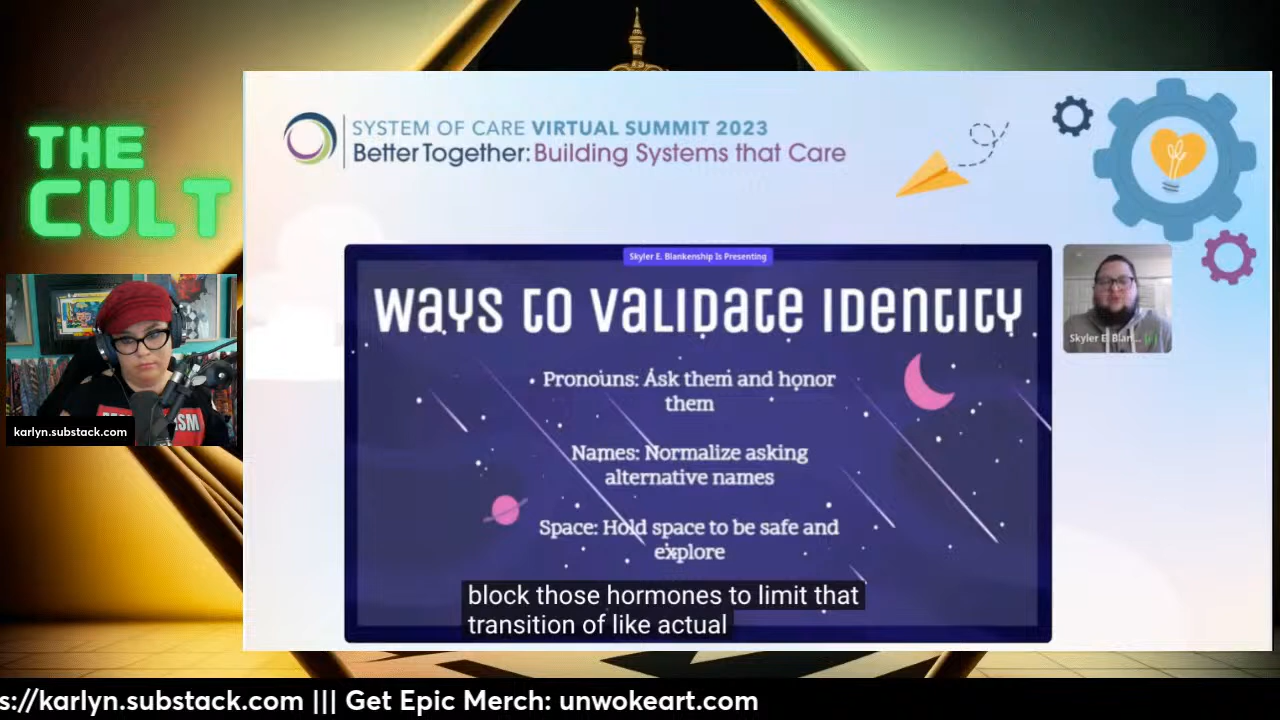 THE
CULT
SYSTEM OF CARE VIRTUAL SUMMIT 2023
Better Together: Building Systems that Care
Skyler E. Blankenship Is Presenting
Ways to Validate Identity
Pronouns: Ask them and honor
them
Names: Normalize asking
alternative names
Space: Hold space to be safe and
explore
block those hormones to limit that
transition of like actual
Skyler E. Blan...
karlyn.substack.com
s://karlyn.substack.com ||| Get Epic Merch: unwokeart.com